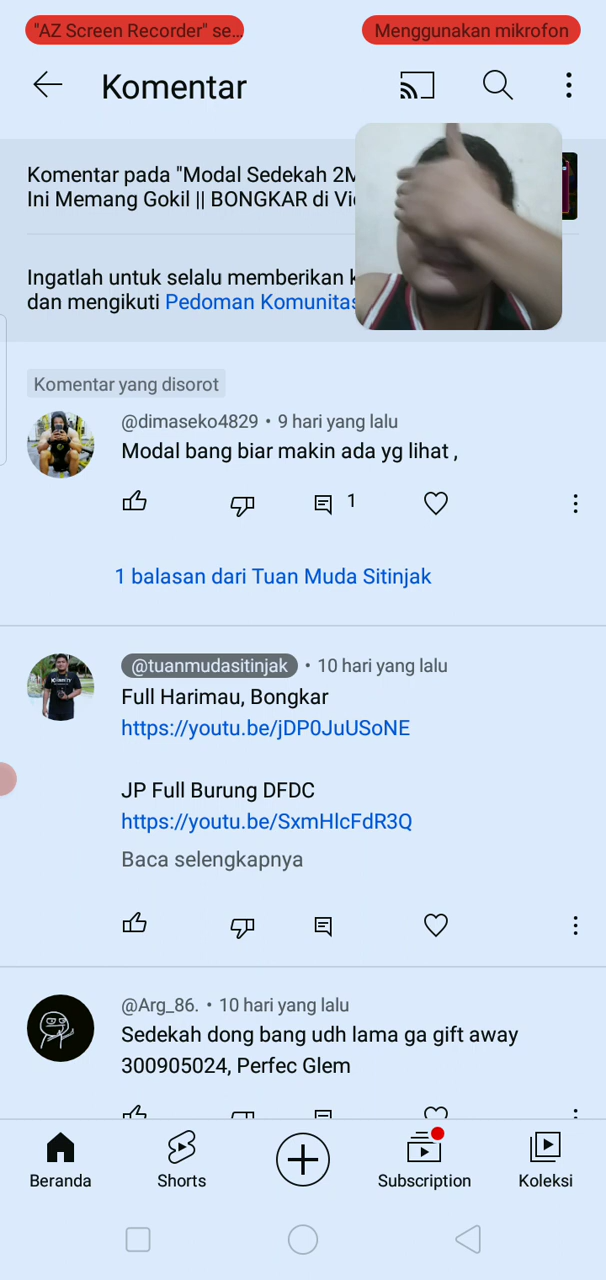 "AZ Screen Recorder" se...
Menggunakan mikrofon
Komentar
Komentar pada "Modal Sedekah 2M
Ini Memang Gokil || BONGKAR di
Ingatlah untuk selalu memberikan
dan mengikuti Pedoman Komunitas
Komentar yang disorot
@dimaseko4829 • 9 hari yang lalu
Modal bang biar makin ada yg lihat ,
1
1 balasan dari Tuan Muda Sitinjak
@tuanmudasitinjak • 10 hari yang lalu
Full Harimau, Bongkar
https://youtu.be/jDP0JuUSoNE
JP Full Burung DFDC
https://youtu.be/SxmHlcFdR3Q
Baca selengkapnya
@Arg_86. • 10 hari yang lalu
Sedekah dong bang udh lama ga gift away
300905024, Perfec Glem
Beranda
Shorts
Subscription
Koleksi